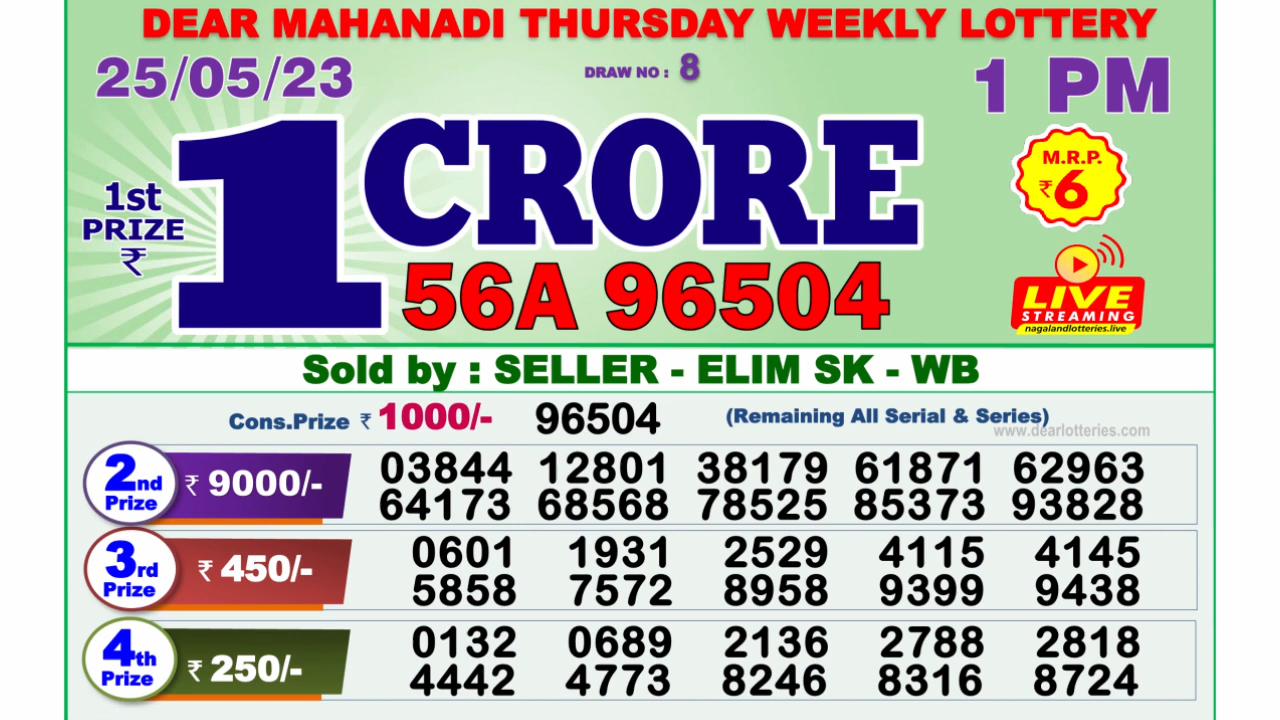 DEAR MAHANADI THURSDAY WEEKLY LOTTERY
25/05/23 DRAW NO : 8 1 PM
1st PRIZE ₹ 1 CRORE
M.R.P. ₹6
56A 96504
LIVE
STREAMING
nagalandlotteries.live
Sold by : SELLER - ELIM SK - WB
Cons.Prize ₹ 1000/- 96504 (Remaining All Serial & Series)
www.dearlotteries.com
2nd Prize ₹ 9000/-
03844 12801 38179 61871 62963
64173 68568 78525 85373 93828
3rd Prize ₹ 450/-
0601 1931 2529 4115 4145
5858 7572 8958 9399 9438
4th Prize ₹ 250/-
0132 0689 2136 2788 2818
4442 4773 8246 8316 8724